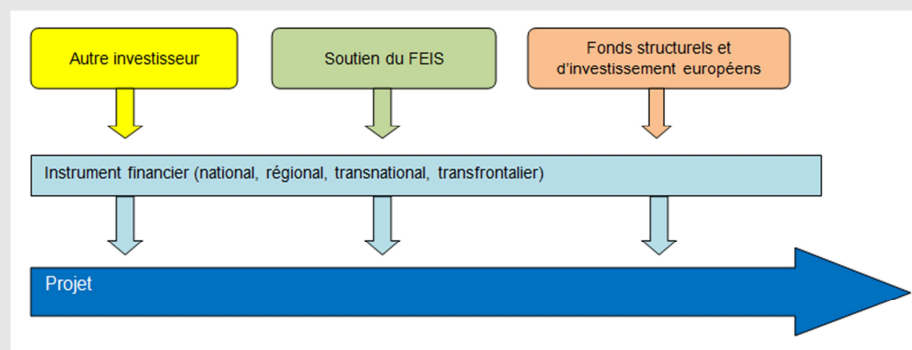 Autre investisseur
Soutien du FEIS
Fonds structurels et
d'investissement européens
Instrument financier (national, régional, transnational, transfrontalier)
Projet